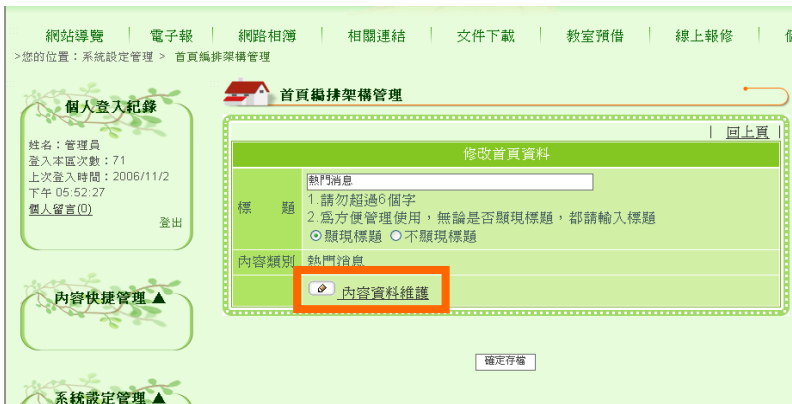 網站導覽 | 電子報 | 網路相簿 | 相關連結 | 文件下載 | 教室預借 | 線上報修 |
>您的位置：系統設定管理 > 首頁編排架構管理
個人登入紀錄
姓名：管理員
登入本區次數：71
上次登入時間：2006/11/2
下午 05:52:27
個人留言(0)
登出
內容快捷管理▲
系統設定管理▲
首頁編排架構管理
| 回上頁 |
修改首頁資料
標 題
熱門消息
1.請勿超過6個字
2.為方便管理使用，無論是否顯現標題，都請輸入標題
顯現標題 不顯現標題
內容類別 熱門消息
內容資料維護
確定存檔